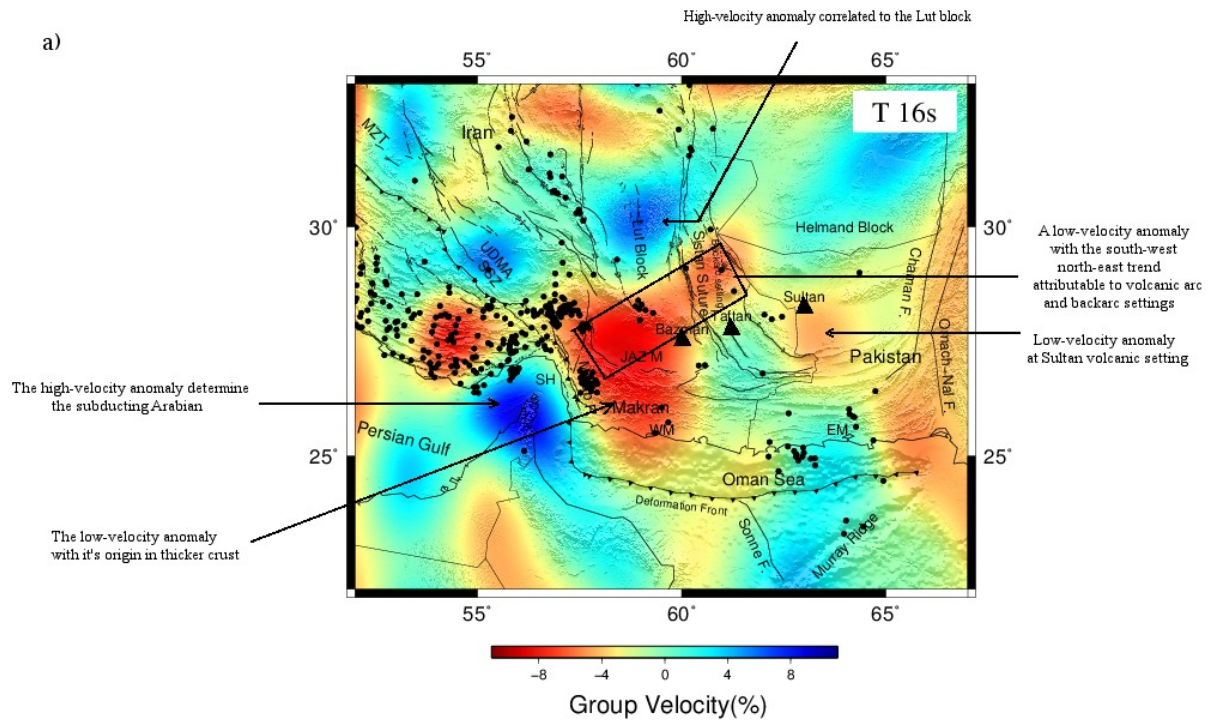 High-velocity anomaly correlated to the Lut block
a)
55°
60°
65°
T 16s
MZT
Iran
30°
30°
Lut Block
Helmand Block
A low-velocity anomaly
with the south-west
north-east trend
attributable to volcanic arc
and backarc settings
UDMA
SSZ
Sistan Suture
Chaman F.
Sultan
Taftan
Bazman
Omach-Nal F.
Low-velocity anomaly
at Sultan volcanic setting
JAZ M
Pakistan
The high-velocity anomaly determine
the subducting Arabian
SH
Makran
WM
EM
Persian Gulf
25°
25°
Oman Sea
Deformation Front
Sonne F.
Murray Ridge
The low-velocity anomaly
with it's origin in thicker crust
55°
60°
65°
−8
−4
0
4
8
Group Velocity(%)